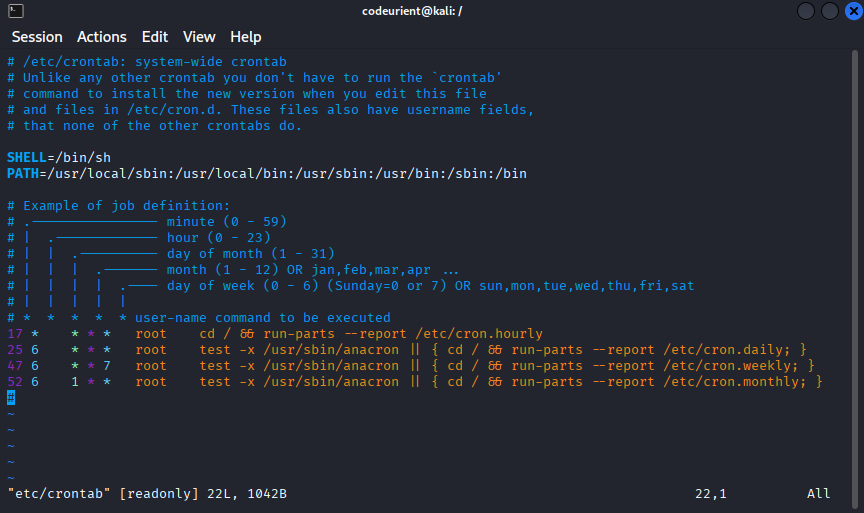 codeurient@kali: /
Session Actions Edit View Help
# /etc/crontab: system-wide crontab
# Unlike any other crontab you don't have to run the `crontab'
# command to install the new version when you edit this file
# and files in /etc/cron.d. These files also have username fields,
# that none of the other crontabs do.
SHELL=/bin/sh
PATH=/usr/local/sbin:/usr/local/bin:/usr/sbin:/usr/bin:/sbin:/bin
# Example of job definition:
# .---------------- minute (0 - 59)
# | .------------- hour (0 - 23)
# | | .---------- day of month (1 - 31)
# | | | .------- month (1 - 12) OR jan,feb,mar,apr ...
# | | | | .---- day of week (0 - 6) (Sunday=0 or 7) OR sun,mon,tue,wed,thu,fri,sat
# | | | | |
# * * * * * user-name command to be executed
17 * * * * root cd / && run-parts --report /etc/cron.hourly
25 6 * * * root test -x /usr/sbin/anacron || { cd / && run-parts --report /etc/cron.daily; }
47 6 * * 7 root test -x /usr/sbin/anacron || { cd / && run-parts --report /etc/cron.weekly; }
52 6 1 * * root test -x /usr/sbin/anacron || { cd / && run-parts --report /etc/cron.monthly; }
#
~
~
~
~
~
"etc/crontab" [readonly] 22L, 1042B 22,1 All